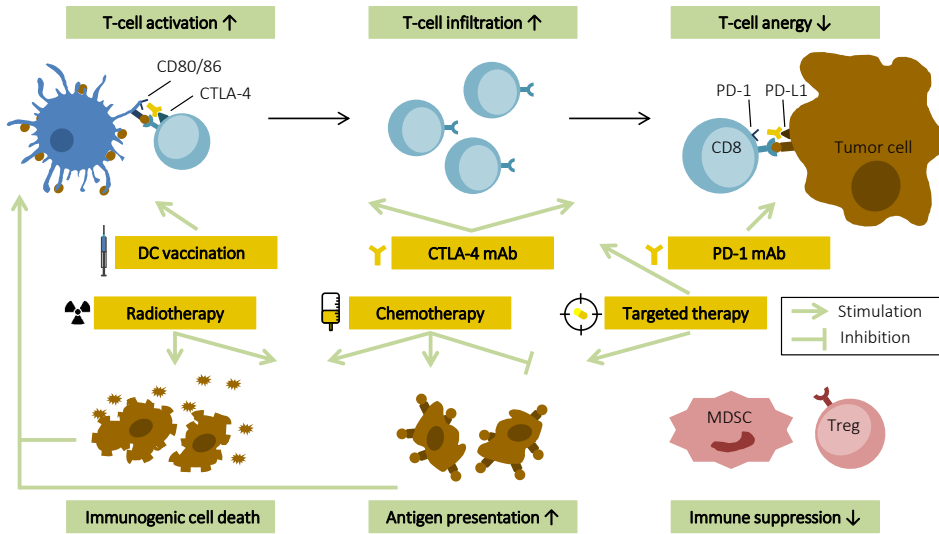 T-cell activation ↑
T-cell infiltration ↑
T-cell anergy ↓
CD80/86
CTLA-4
PD-1
PD-L1
CD8
Tumor cell
DC vaccination
CTLA-4 mAb
PD-1 mAb
Radiotherapy
Chemotherapy
Targeted therapy
Stimulation
Inhibition
MDSC
Treg
Immunogenic cell death
Antigen presentation ↑
Immune suppression ↓